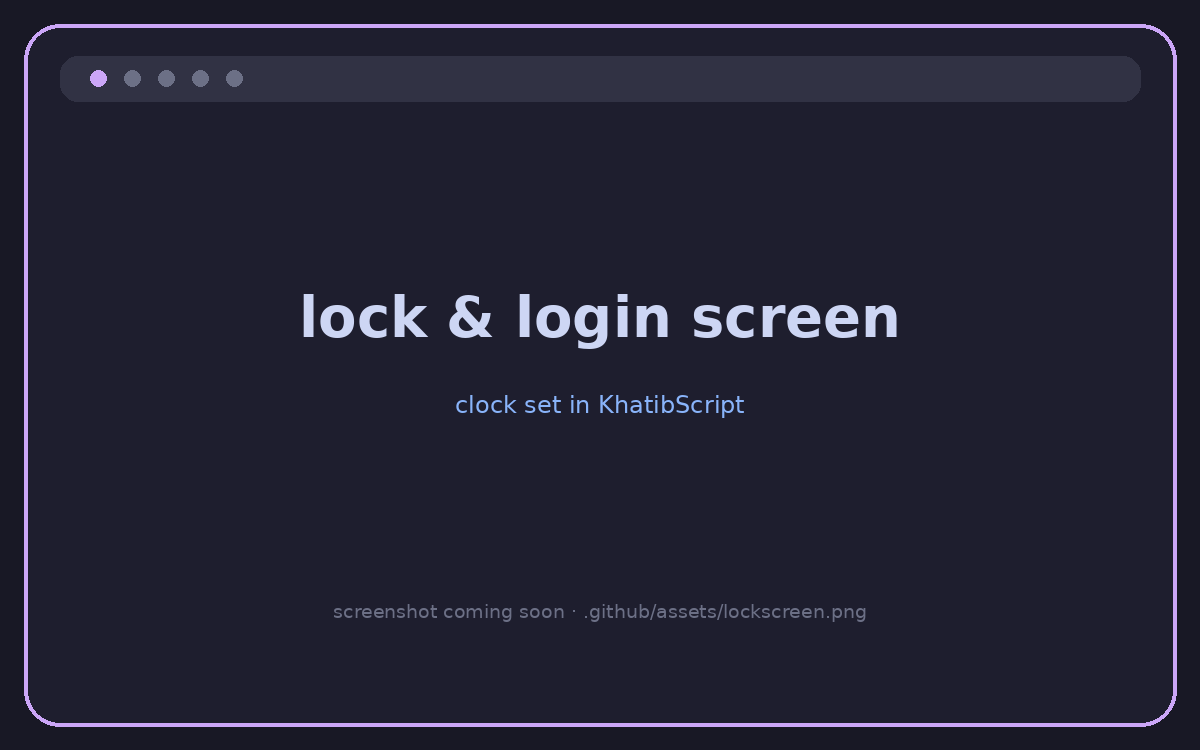 lock & login screen
clock set in KhatibScript
screenshot coming soon · .github/assets/lockscreen.png